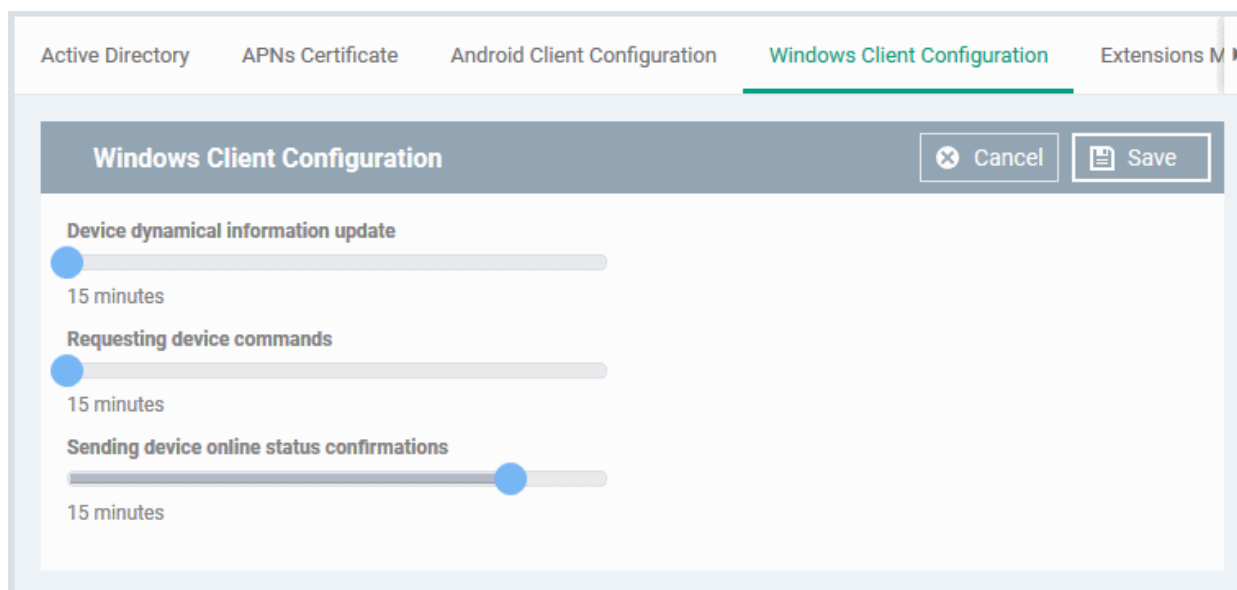 Active Directory APNs Certificate Android Client Configuration Windows Client Configuration Extensions M
Windows Client Configuration Cancel Save
Device dynamical information update
15 minutes
Requesting device commands
15 minutes
Sending device online status confirmations
15 minutes